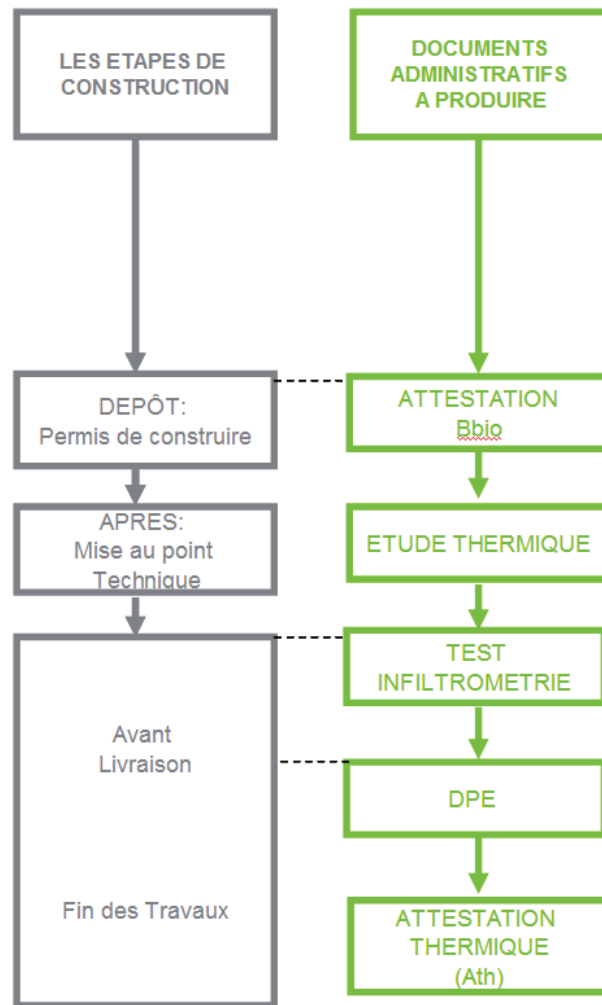 LES ETAPES DE
CONSTRUCTION
DOCUMENTS
ADMINISTRATIFS
A PRODUIRE
DEPÔT:
Permis de construire
ATTESTATION
Bbio
APRES:
Mise au point
Technique
ETUDE THERMIQUE
TEST
INFILTROMETRIE
Avant
Livraison
DPE
Fin des Travaux
ATTESTATION
THERMIQUE
(Ath)